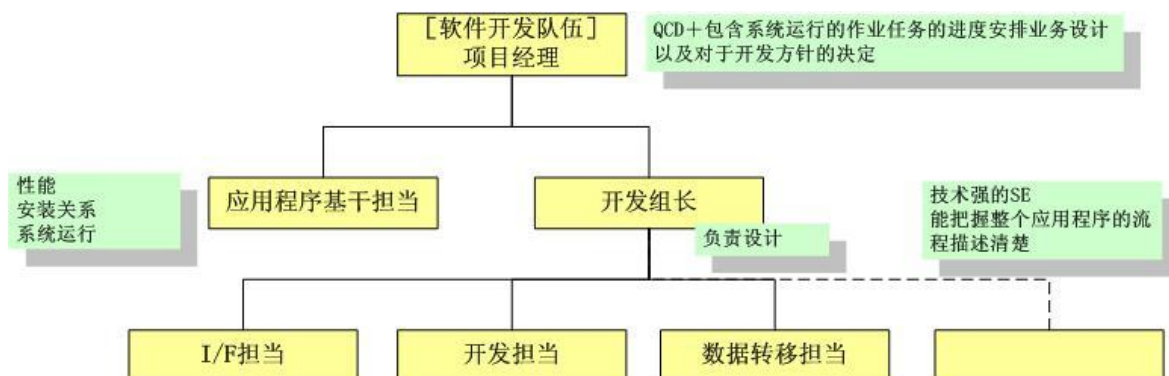 [软件开发队伍]
项目经理
QCD＋包含系统运行的作业任务的进度安排业务设计
以及对于开发方针的决定
性能
安装关系
系统运行
应用程序基干担当
开发组长
负责设计
技术强的SE
能把握整个应用程序的流
程描述清楚
I/F担当
开发担当
数据转移担当